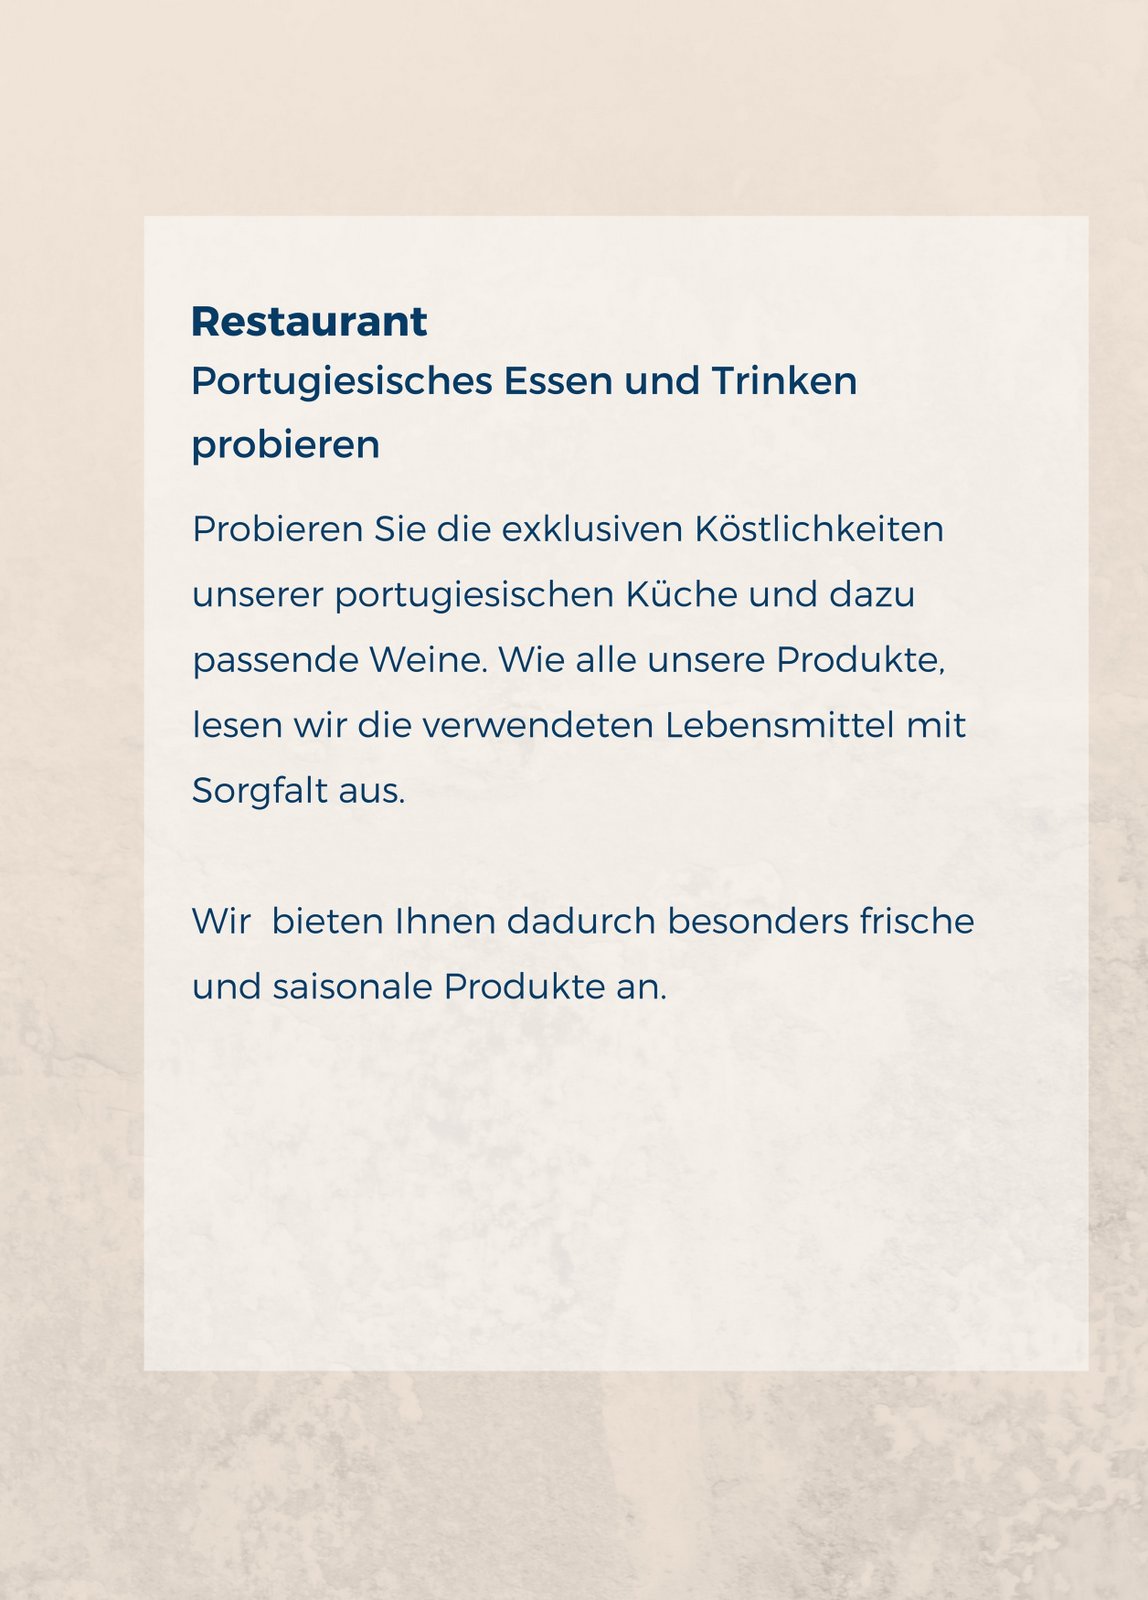 Restaurant
Portugiesisches Essen und Trinken
probieren
Probieren Sie die exklusiven Köstlichkeiten
unserer portugiesischen Küche und dazu
passende Weine. Wie alle unsere Produkte,
lesen wir die verwendeten Lebensmittel mit
Sorgfalt aus.
Wir  bieten Ihnen dadurch besonders frische
und saisonale Produkte an.